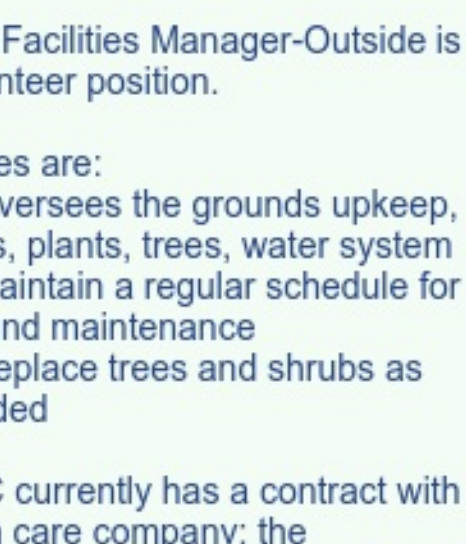 Facilities Manager-Outside is
nteer position.
es are:
versees the grounds upkeep,
s, plants, trees, water system
aintain a regular schedule for
nd maintenance
eplace trees and shrubs as
ded
C currently has a contract with
n care company; the